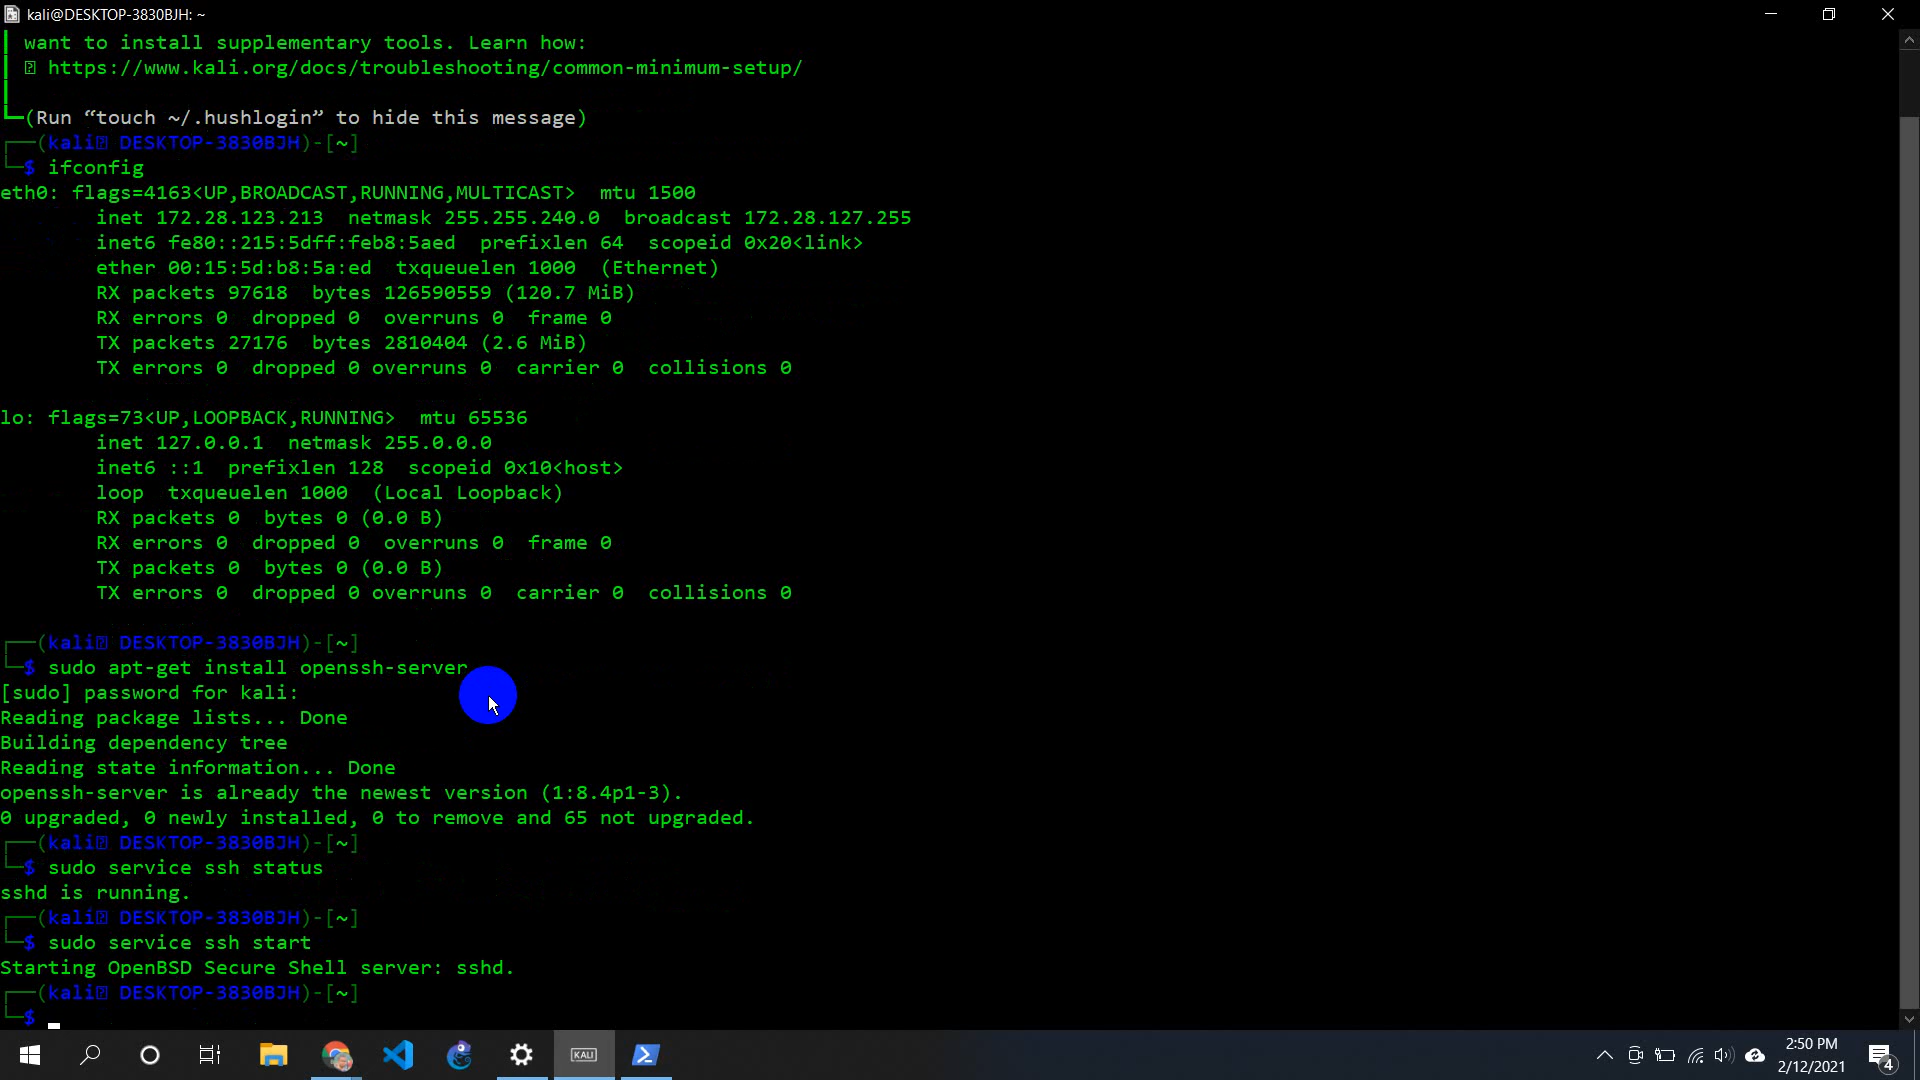 kali@DESKTOP-3830BJH: ~
want to install supplementary tools. Learn how:
https://www.kali.org/docs/troubleshooting/common-minimum-setup/
(Run “touch ~/.hushlogin” to hide this message)
(kali DESKTOP-3830BJH)-[~]
$ ifconfig
eth0: flags=4163<UP,BROADCAST,RUNNING,MULTICAST>  mtu 1500
inet 172.28.123.213  netmask 255.255.240.0  broadcast 172.28.127.255
inet6 fe80::215:5dff:feb8:5aed  prefixlen 64  scopeid 0x20<link>
ether 00:15:5d:b8:5a:ed  txqueuelen 1000  (Ethernet)
RX packets 97618  bytes 126590559 (120.7 MiB)
RX errors 0  dropped 0  overruns 0  frame 0
TX packets 27176  bytes 2810404 (2.6 MiB)
TX errors 0  dropped 0 overruns 0  carrier 0  collisions 0
lo: flags=73<UP,LOOPBACK,RUNNING>  mtu 65536
inet 127.0.0.1  netmask 255.0.0.0
inet6 ::1  prefixlen 128  scopeid 0x10<host>
loop  txqueuelen 1000  (Local Loopback)
RX packets 0  bytes 0 (0.0 B)
RX errors 0  dropped 0  overruns 0  frame 0
TX packets 0  bytes 0 (0.0 B)
TX errors 0  dropped 0 overruns 0  carrier 0  collisions 0
(kali DESKTOP-3830BJH)-[~]
$ sudo apt-get install openssh-server
[sudo] password for kali:
Reading package lists... Done
Building dependency tree
Reading state information... Done
openssh-server is already the newest version (1:8.4p1-3).
0 upgraded, 0 newly installed, 0 to remove and 65 not upgraded.
(kali DESKTOP-3830BJH)-[~]
$ sudo service ssh status
sshd is running.
(kali DESKTOP-3830BJH)-[~]
$ sudo service ssh start
Starting OpenBSD Secure Shell server: sshd.
(kali DESKTOP-3830BJH)-[~]
$
KALI
2:50 PM
2/12/2021
4